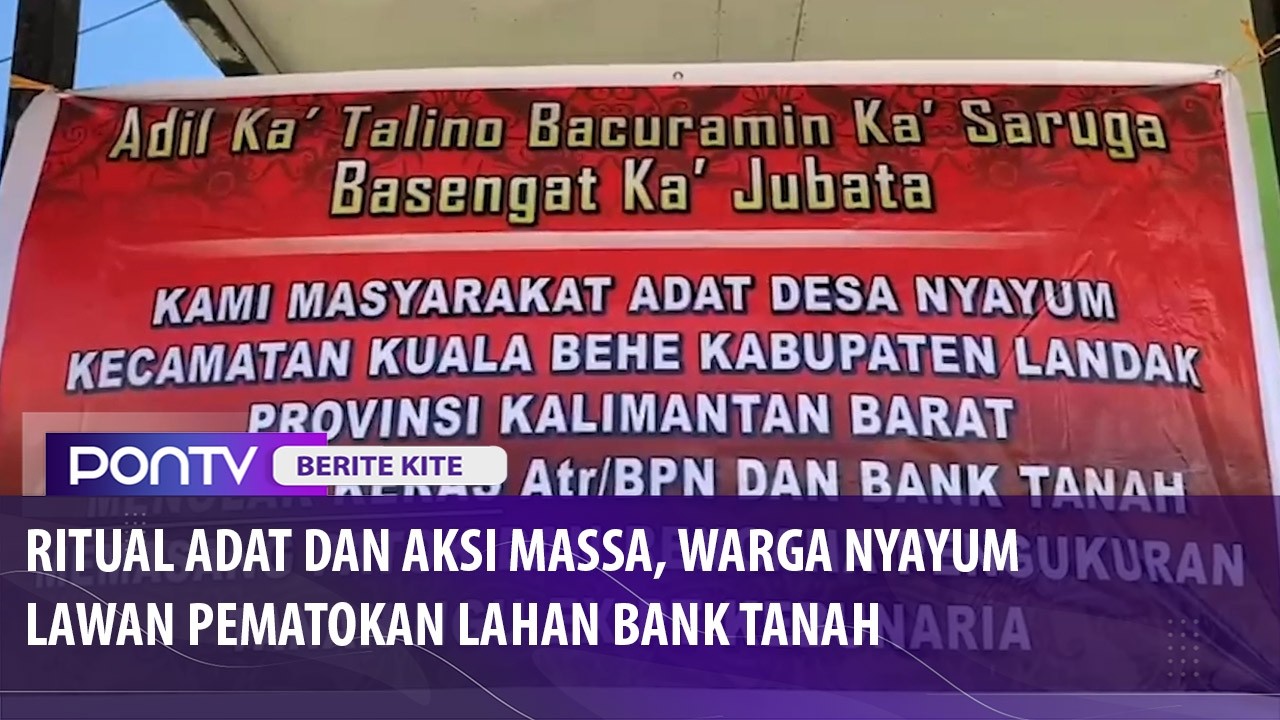 Adil Ka' Talino Bacuramin Ka' Saruga
Basengat Ka' Jubata
KAMI MASYARAKAT ADAT DESA NYAYUM
KECAMATAN KUALA BEHE KABUPATEN LANDAK
PROVINSI KALIMANTAN BARAT
KERAS Atr/BPN DAN BANK TANAH
PENGUKURAN
PONTV BERITE KITE
RITUAL ADAT DAN AKSI MASSA, WARGA NYAYUM
LAWAN PEMATOKAN LAHAN BANK TANAH